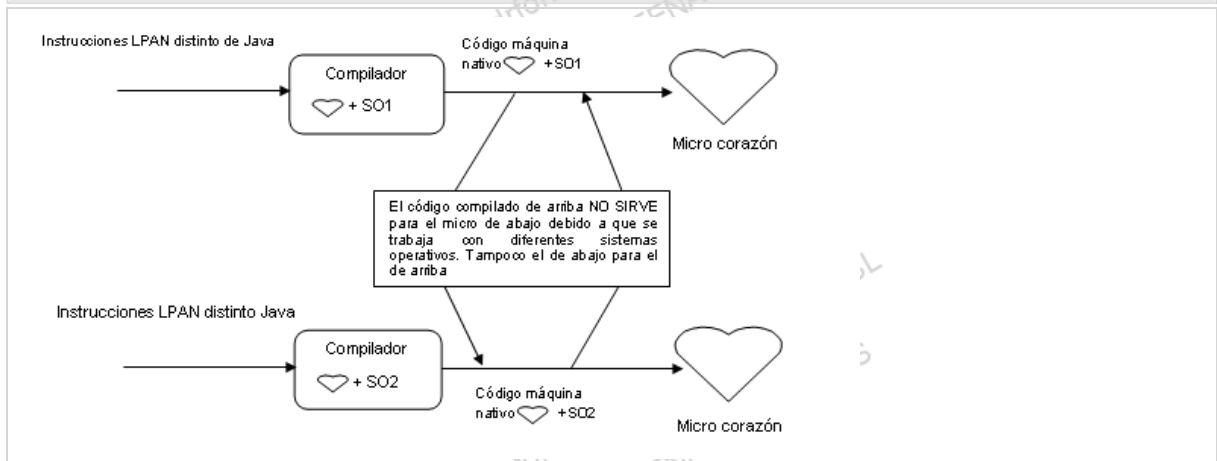 Instrucciones LPAN distinto de Java
Compilador
+ SO1
Código máquina
nativo +SO1
Micro corazón
El código compilado de arriba NO SIRVE
para el micro de abajo debido a que se
trabaja con diferentes sistemas
operativos. Tampoco el de abajo para el
de arriba
Instrucciones LPAN distinto Java
Compilador
+ SO2
Código máquina
nativo +SO2
Micro corazón